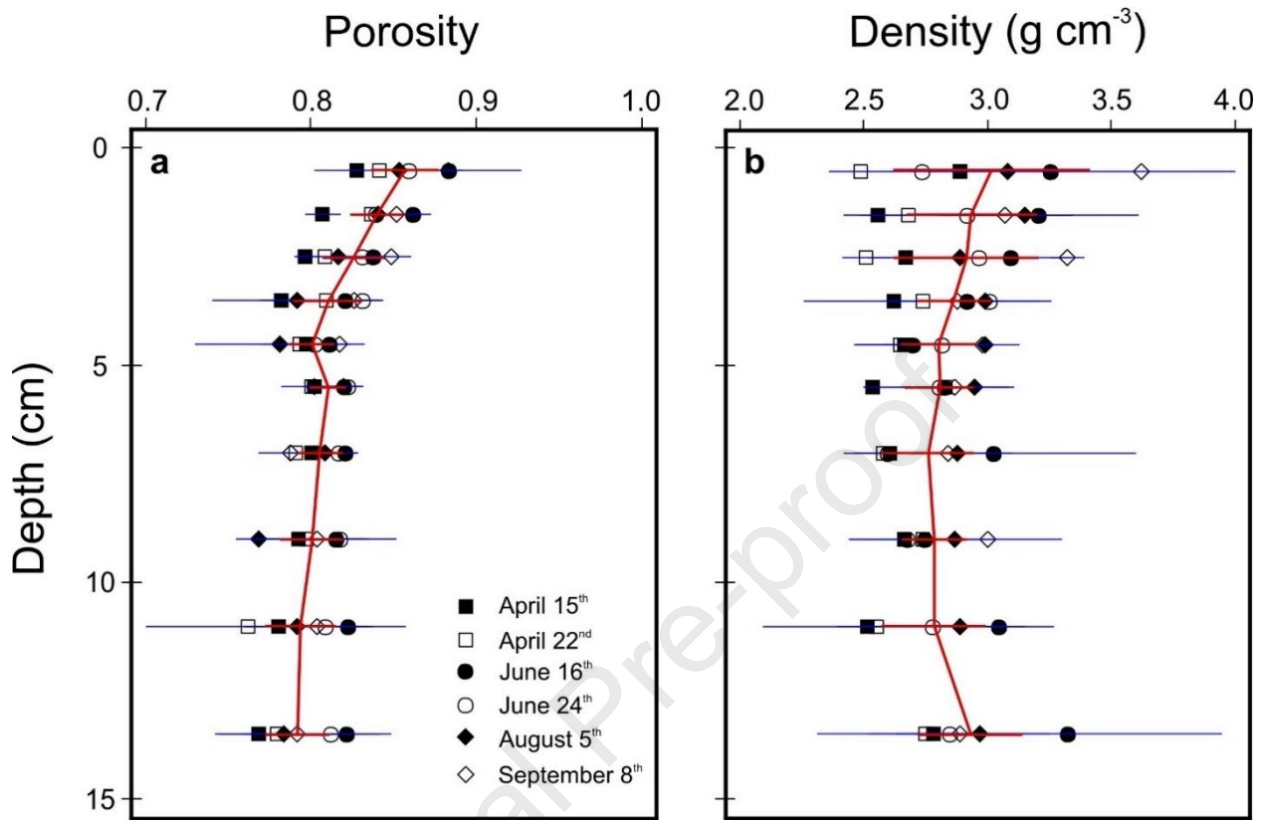 Porosity
Density (g cm⁻³)
0.7 0.8 0.9 1.0
2.0 2.5 3.0 3.5 4.0
a
b
0
5
10
15
Depth (cm)
April 15th
April 22nd
June 16th
June 24th
August 5th
September 8th
al Pre-proof